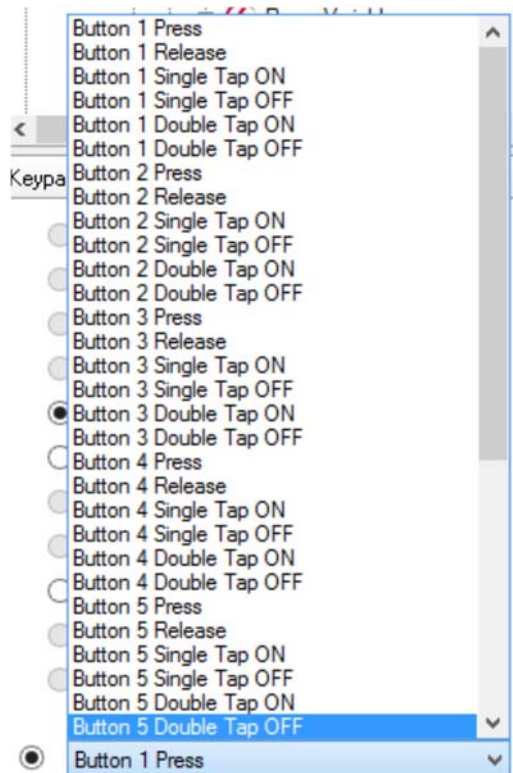 Button 1 Press
Button 1 Release
Button 1 Single Tap ON
Button 1 Single Tap OFF
Button 1 Double Tap ON
Button 1 Double Tap OFF
Button 2 Press
Keypa
Button 2 Release
Button 2 Single Tap ON
Button 2 Single Tap OFF
Button 2 Double Tap ON
Button 2 Double Tap OFF
Button 3 Press
Button 3 Release
Button 3 Single Tap ON
Button 3 Single Tap OFF
Button 3 Double Tap ON
Button 3 Double Tap OFF
Button 4 Press
Button 4 Release
Button 4 Single Tap ON
Button 4 Single Tap OFF
Button 4 Double Tap ON
Button 4 Double Tap OFF
Button 5 Press
Button 5 Release
Button 5 Single Tap ON
Button 5 Single Tap OFF
Button 5 Double Tap ON
Button 5 Double Tap OFF
Button 1 Press